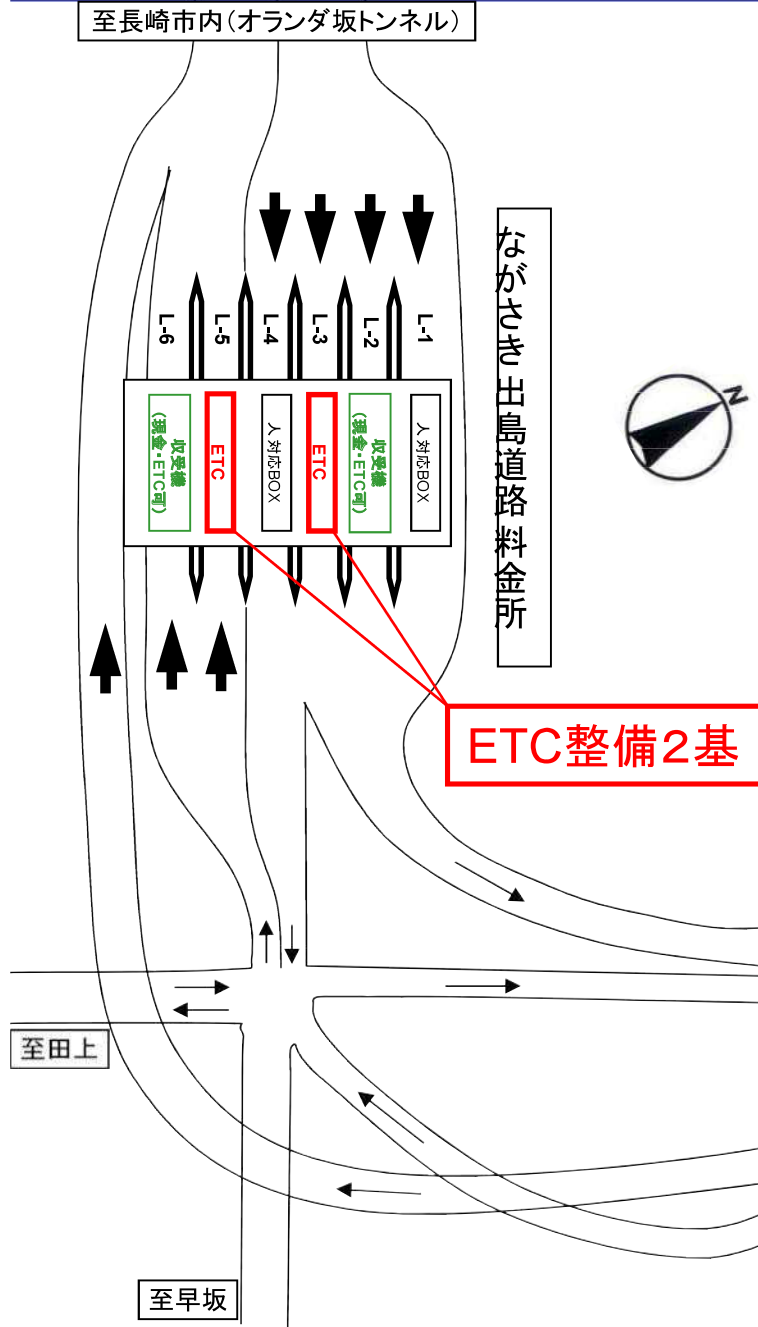 至長崎市内(オランダ坂トンネル)
ながさき出島道路料金所
N
L-6
L-5
L-4
L-3
L-2
L-1
収受機
(現金・ETC可)
ETC
人対応BOX
ETC
収受機
(現金・ETC可)
人対応BOX
ETC整備2基
至田上
至早坂